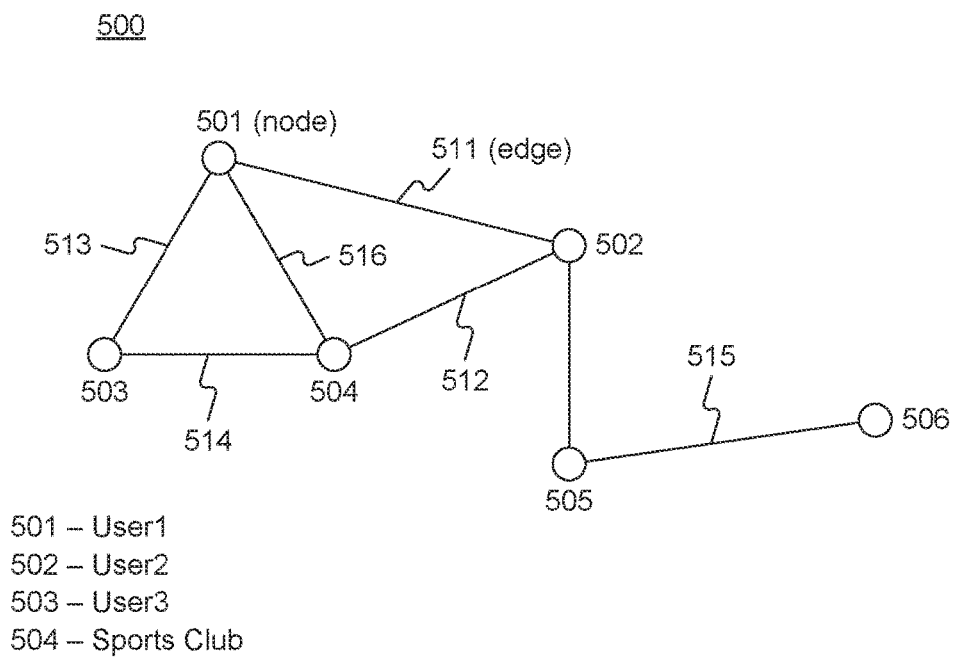 500
501 (node)
511 (edge)
513
516
502
503
504
512
514
515
506
505
501 – User1
502 – User2
503 – User3
504 – Sports Club